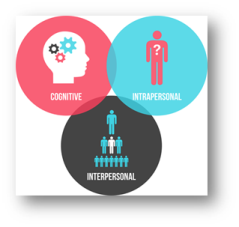 COGNITIVE
?
INTRAPERSONAL
INTERPERSONAL